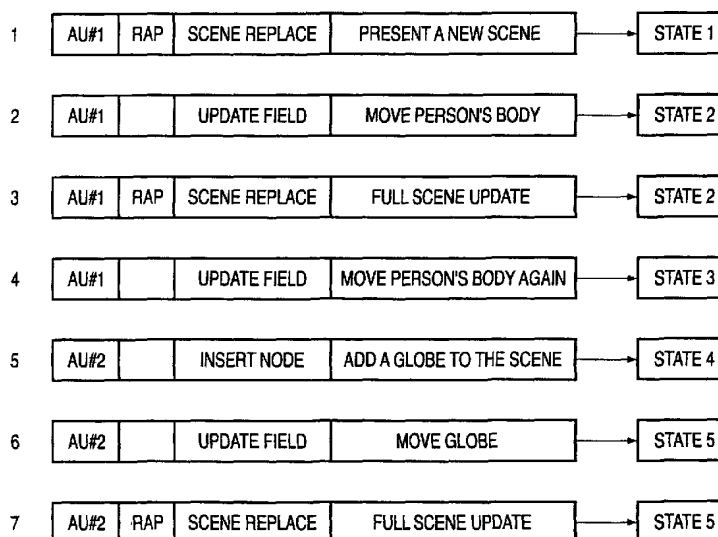 1 AU#1 RAP SCENE REPLACE PRESENT A NEW SCENE STATE 1
2 AU#1 UPDATE FIELD MOVE PERSON'S BODY STATE 2
3 AU#1 RAP SCENE REPLACE FULL SCENE UPDATE STATE 2
4 AU#1 UPDATE FIELD MOVE PERSON'S BODY AGAIN STATE 3
5 AU#2 INSERT NODE ADD A GLOBE TO THE SCENE STATE 4
6 AU#2 UPDATE FIELD MOVE GLOBE STATE 5
7 AU#2 RAP SCENE REPLACE FULL SCENE UPDATE STATE 5